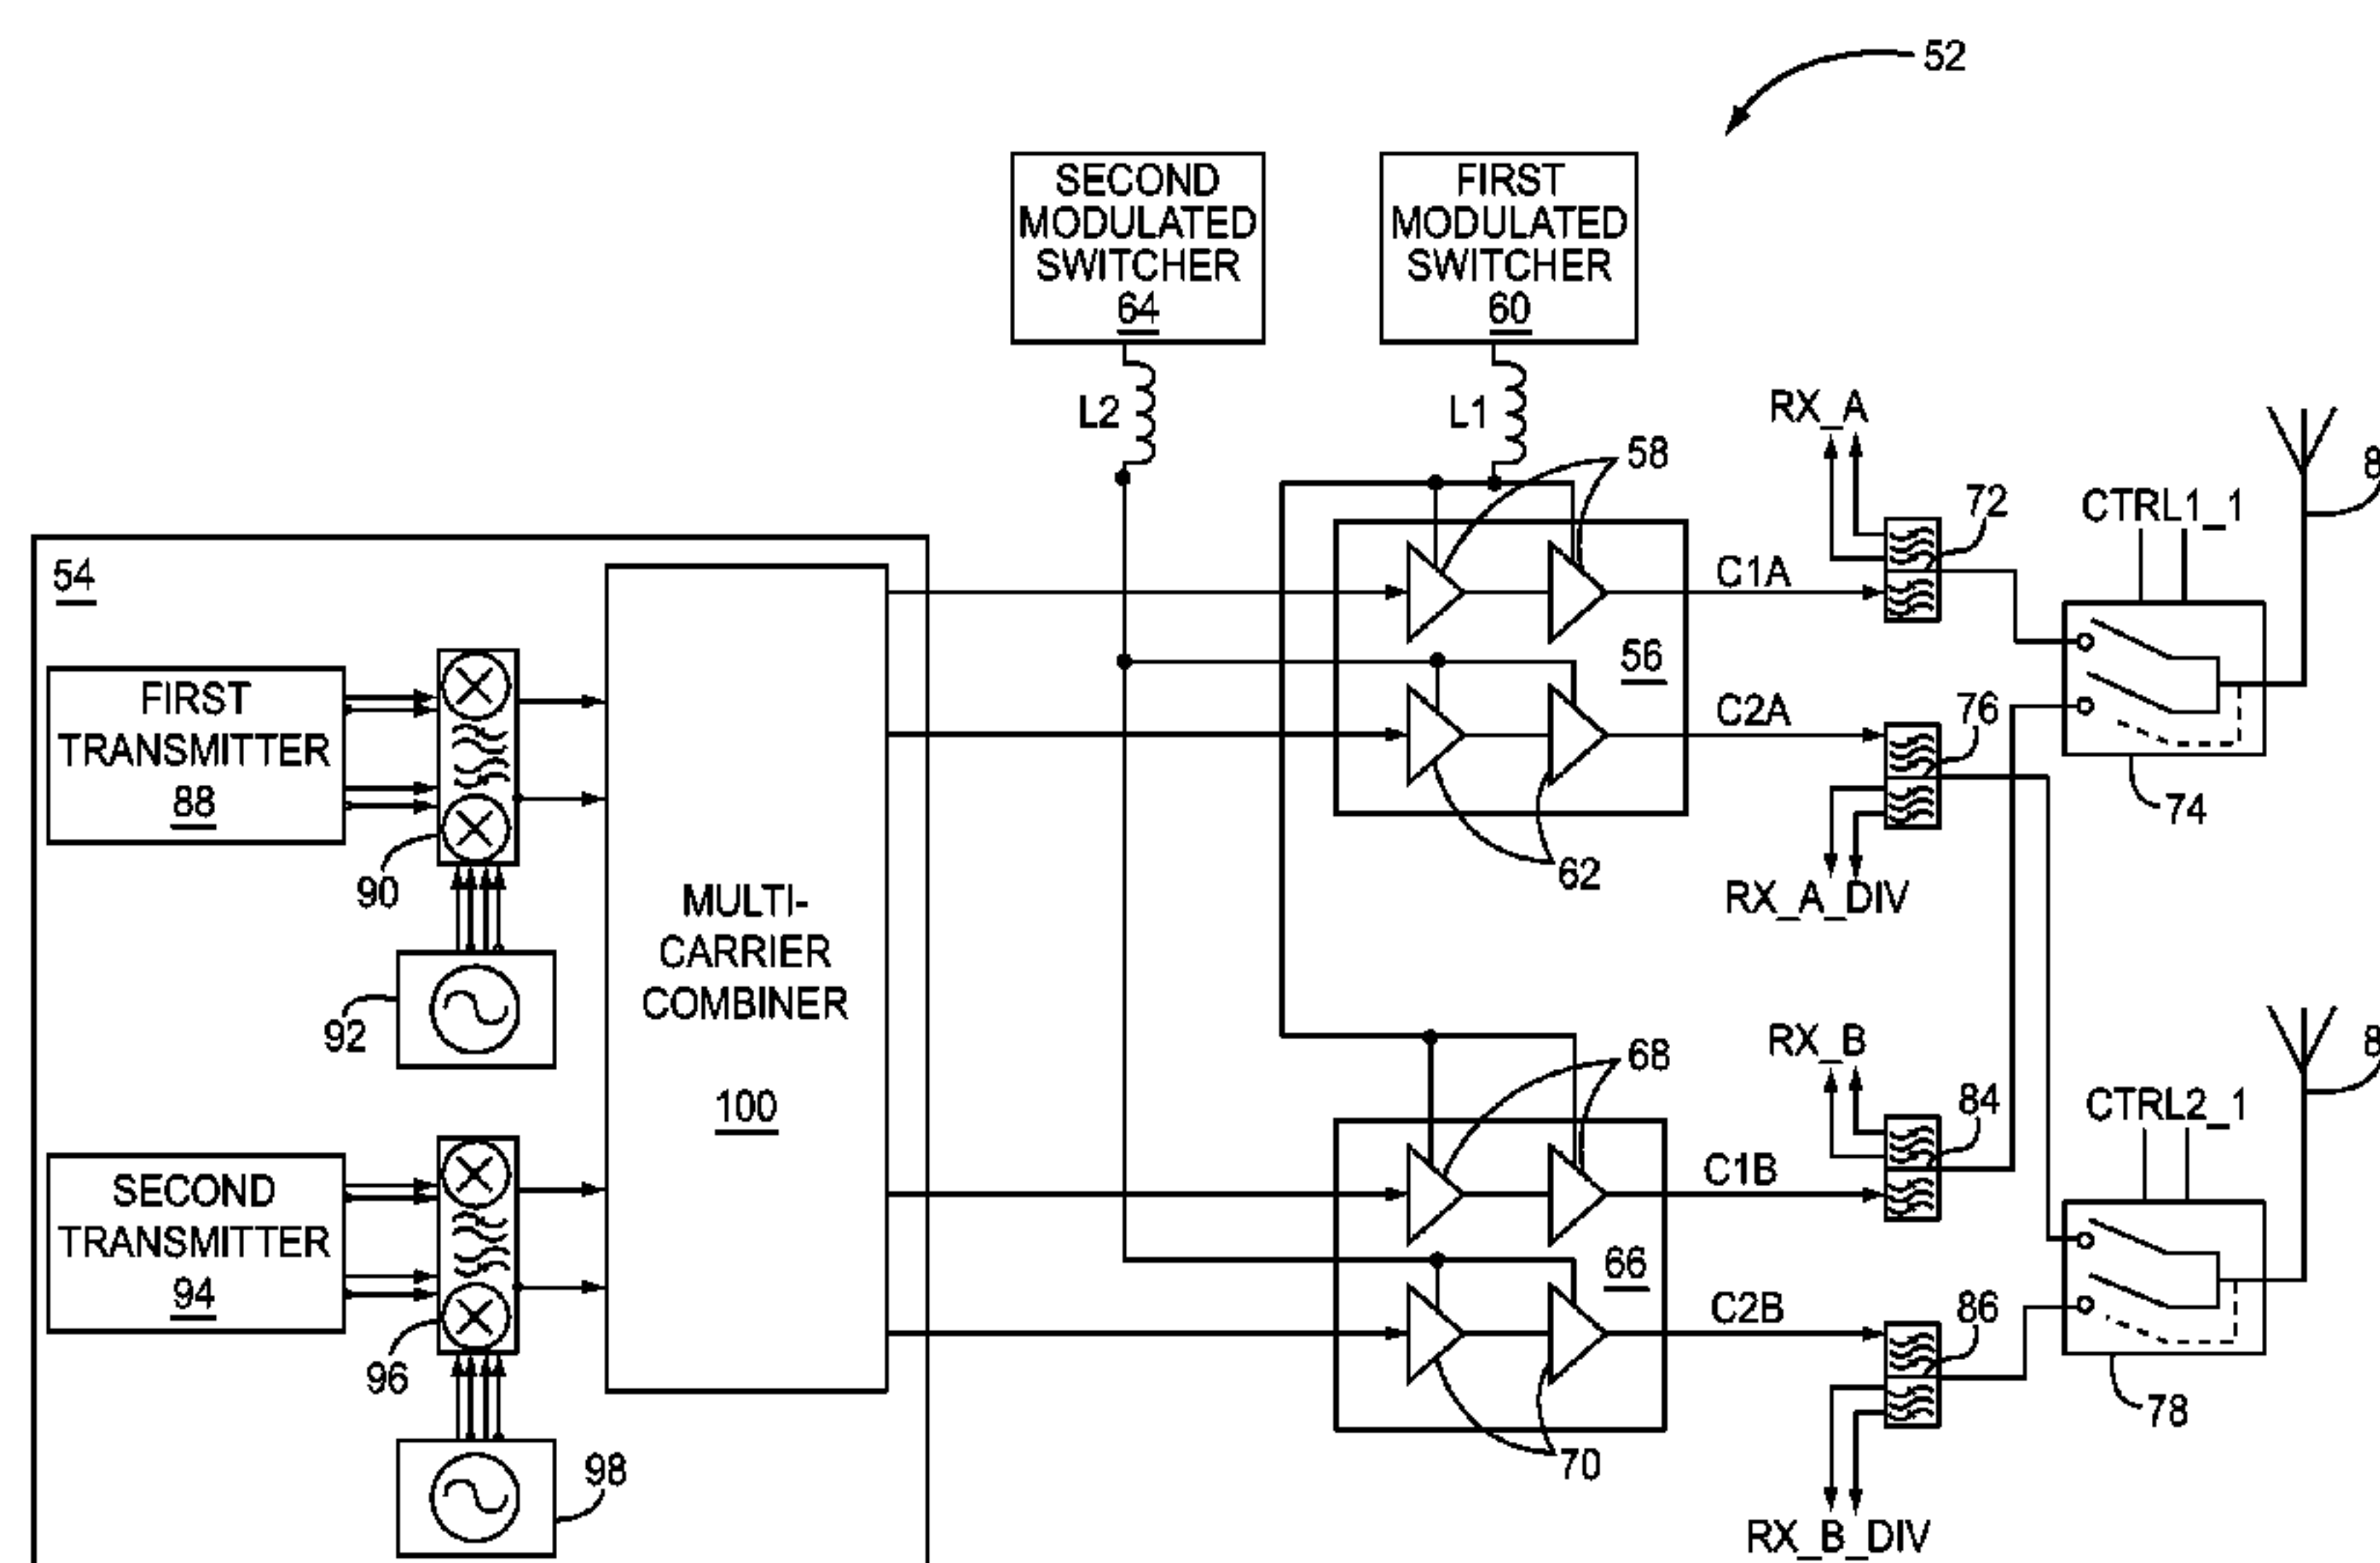 52
SECOND
MODULATED
SWITCHER
64
FIRST
MODULATED
SWITCHER
60
L2
L1
58
RX_A
72
CTRL1_1
8
54
C1A
56
C2A
76
74
62
RX_A_DIV
FIRST
TRANSMITTER
88
90
92
MULTI-
CARRIER
COMBINER
100
SECOND
TRANSMITTER
94
96
98
68
RX_B
84
CTRL2_1
8
C1B
66
C2B
86
78
70
RX_B_DIV